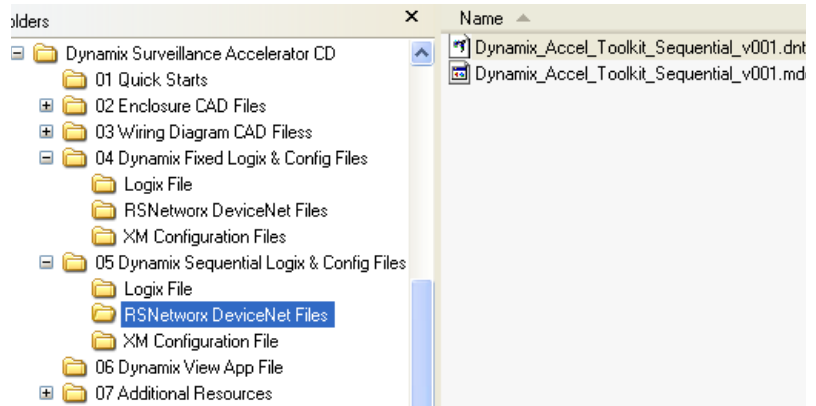 olders
Name
Dynamix Surveillance Accelerator CD
01 Quick Starts
02 Enclosure CAD Files
03 Wiring Diagram CAD Filess
04 Dynamix Fixed Logix & Config Files
Logix File
RSNetworx DeviceNet Files
XM Configuration Files
05 Dynamix Sequential Logix & Config Files
Logix File
RSNetworx DeviceNet Files
XM Configuration File
06 Dynamix View App File
07 Additional Resources
Dynamix_Accel_Toolkit_Sequential_v001.dnt
Dynamix_Accel_Toolkit_Sequential_v001.md